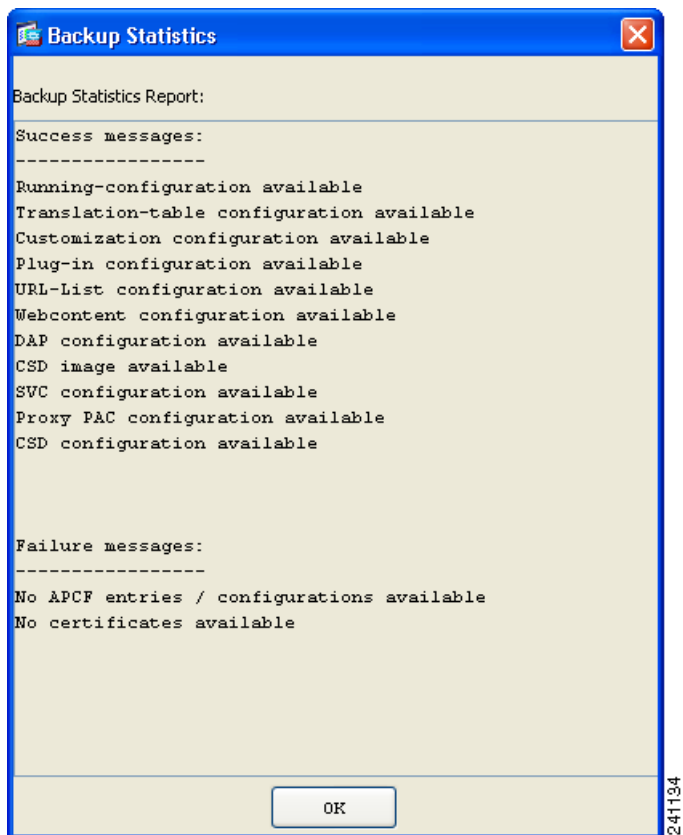 Backup Statistics
Backup Statistics Report:
Success messages:
-----------------
Running-configuration available
Translation-table configuration available
Customization configuration available
Plug-in configuration available
URL-List configuration available
Webcontent configuration available
DAP configuration available
CSD image available
SVC configuration available
Proxy PAC configuration available
CSD configuration available
Failure messages:
-----------------
No APCF entries / configurations available
No certificates available
OK
241134